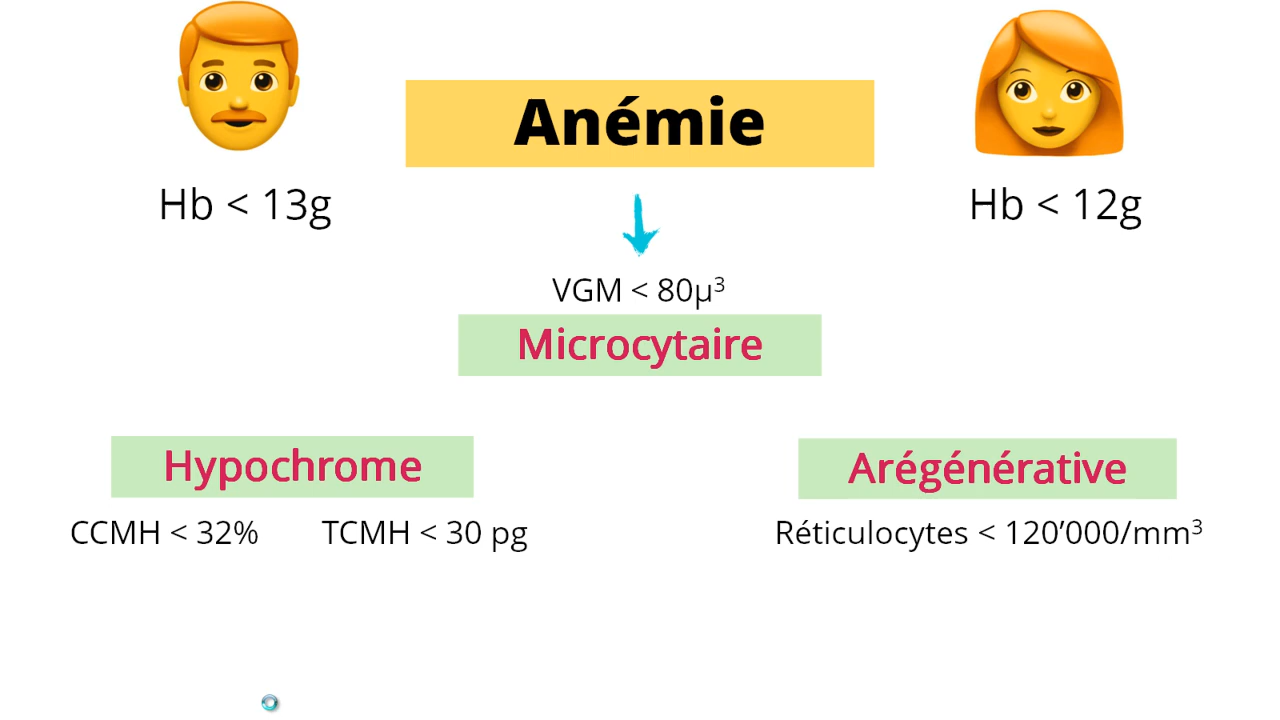 Anémie
Hb < 13g
Hb < 12g
VGM < 80µ³
Microcytaire
Hypochrome
Arégénérative
CCMH < 32%
TCMH < 30 pg
Réticulocytes < 120’000/mm³